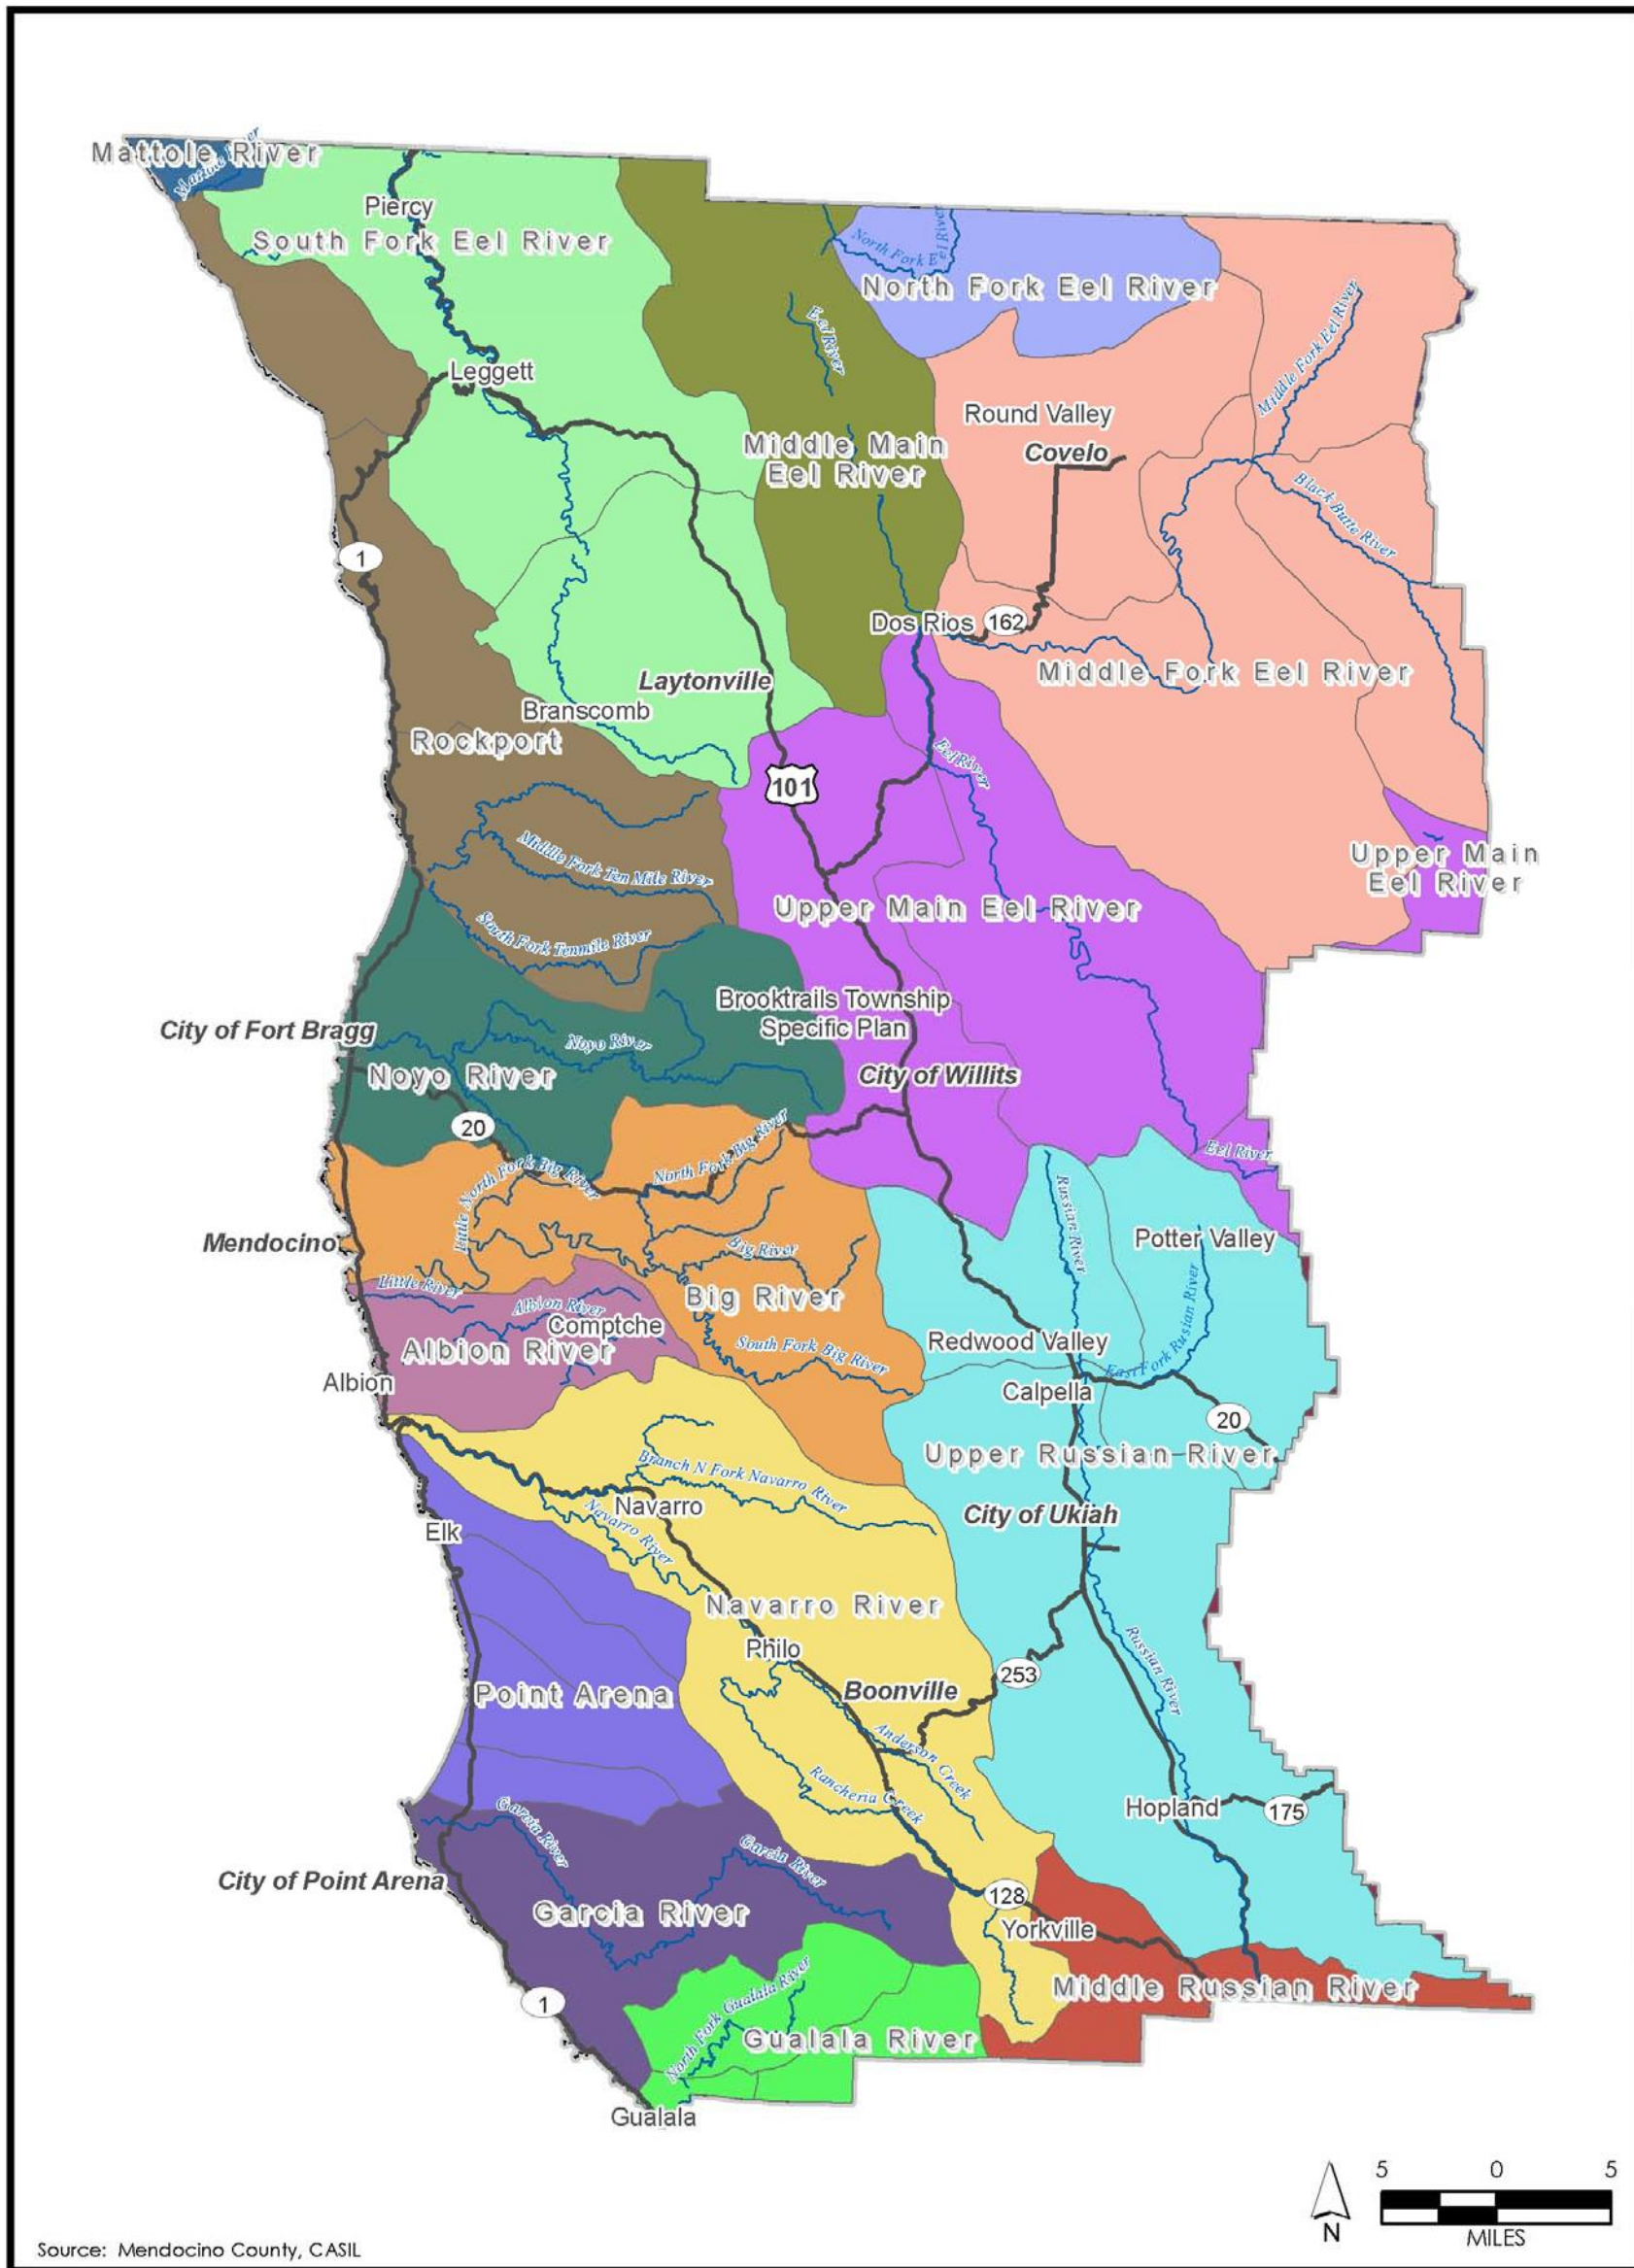 Mattole River
Mattole River
Piercy
South Fork Eel River
North Fork Eel River
North Fork Eel River
Eel River
Middle Fork Eel River
Leggett
Round Valley
Covelo
Middle Main
Eel River
Black Butte River
1
Dos Rios
162
Middle Fork Eel River
Laytonville
Branscomb
Rockport
Eel River
101
Middle Fork Ten Mile River
Upper Main
Eel River
Upper Main Eel River
South Fork Tenmile River
Brooktrails Township
Specific Plan
City of Fort Bragg
Noyo River
Noyo River
City of Willits
20
North Fork Big River
Little North Fork Big River
Eel River
Russian River
Mendocino
Big River
Potter Valley
Little River
Albion River
Big River
East Fork Rusian River
Comptche
Albion River
South Fork Big River
Redwood Valley
Albion
Calpella
20
Upper Russian River
Branch N Fork Navarro River
Navarro
City of Ukiah
Navarro River
Elk
Navarro River
Philo
Russian River
253
Boonville
Point Arena
Anderson Creek
Rancheria Creek
Hopland
175
Garcia River
Garcia River
City of Point Arena
128
Garcia River
Yorkville
Middle Russian River
1
North Fork Gualala River
Gualala River
Gualala
5 0 5
MILES
N
Source: Mendocino County, CASIL